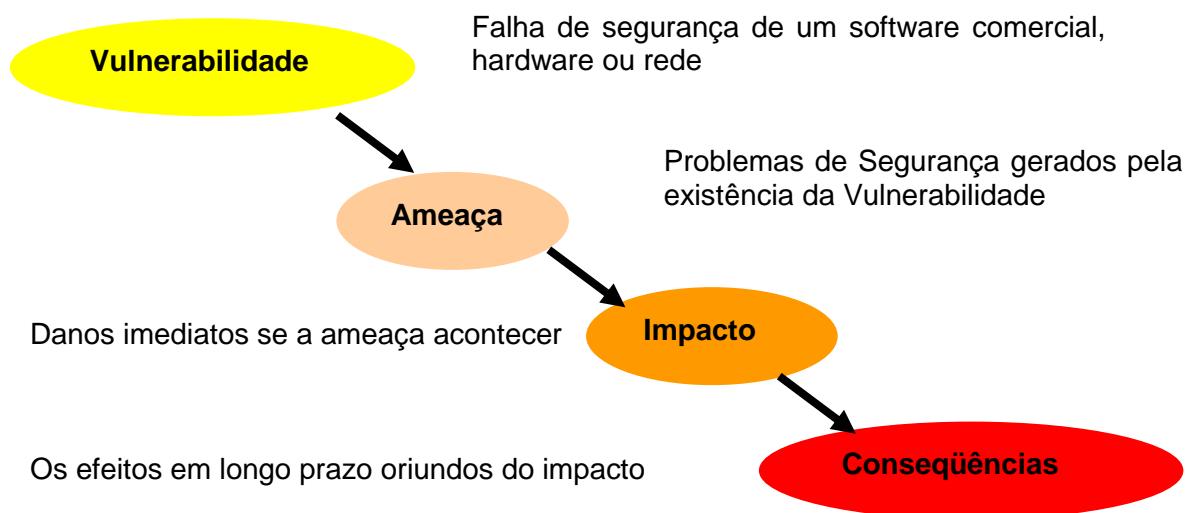 Falha de segurança de um software comercial,
hardware ou rede
Vulnerabilidade
Problemas de Segurança gerados pela
existência da Vulnerabilidade
Ameaça
Danos imediatos se a ameaça acontecer
Impacto
Os efeitos em longo prazo oriundos do impacto
Conseqüências